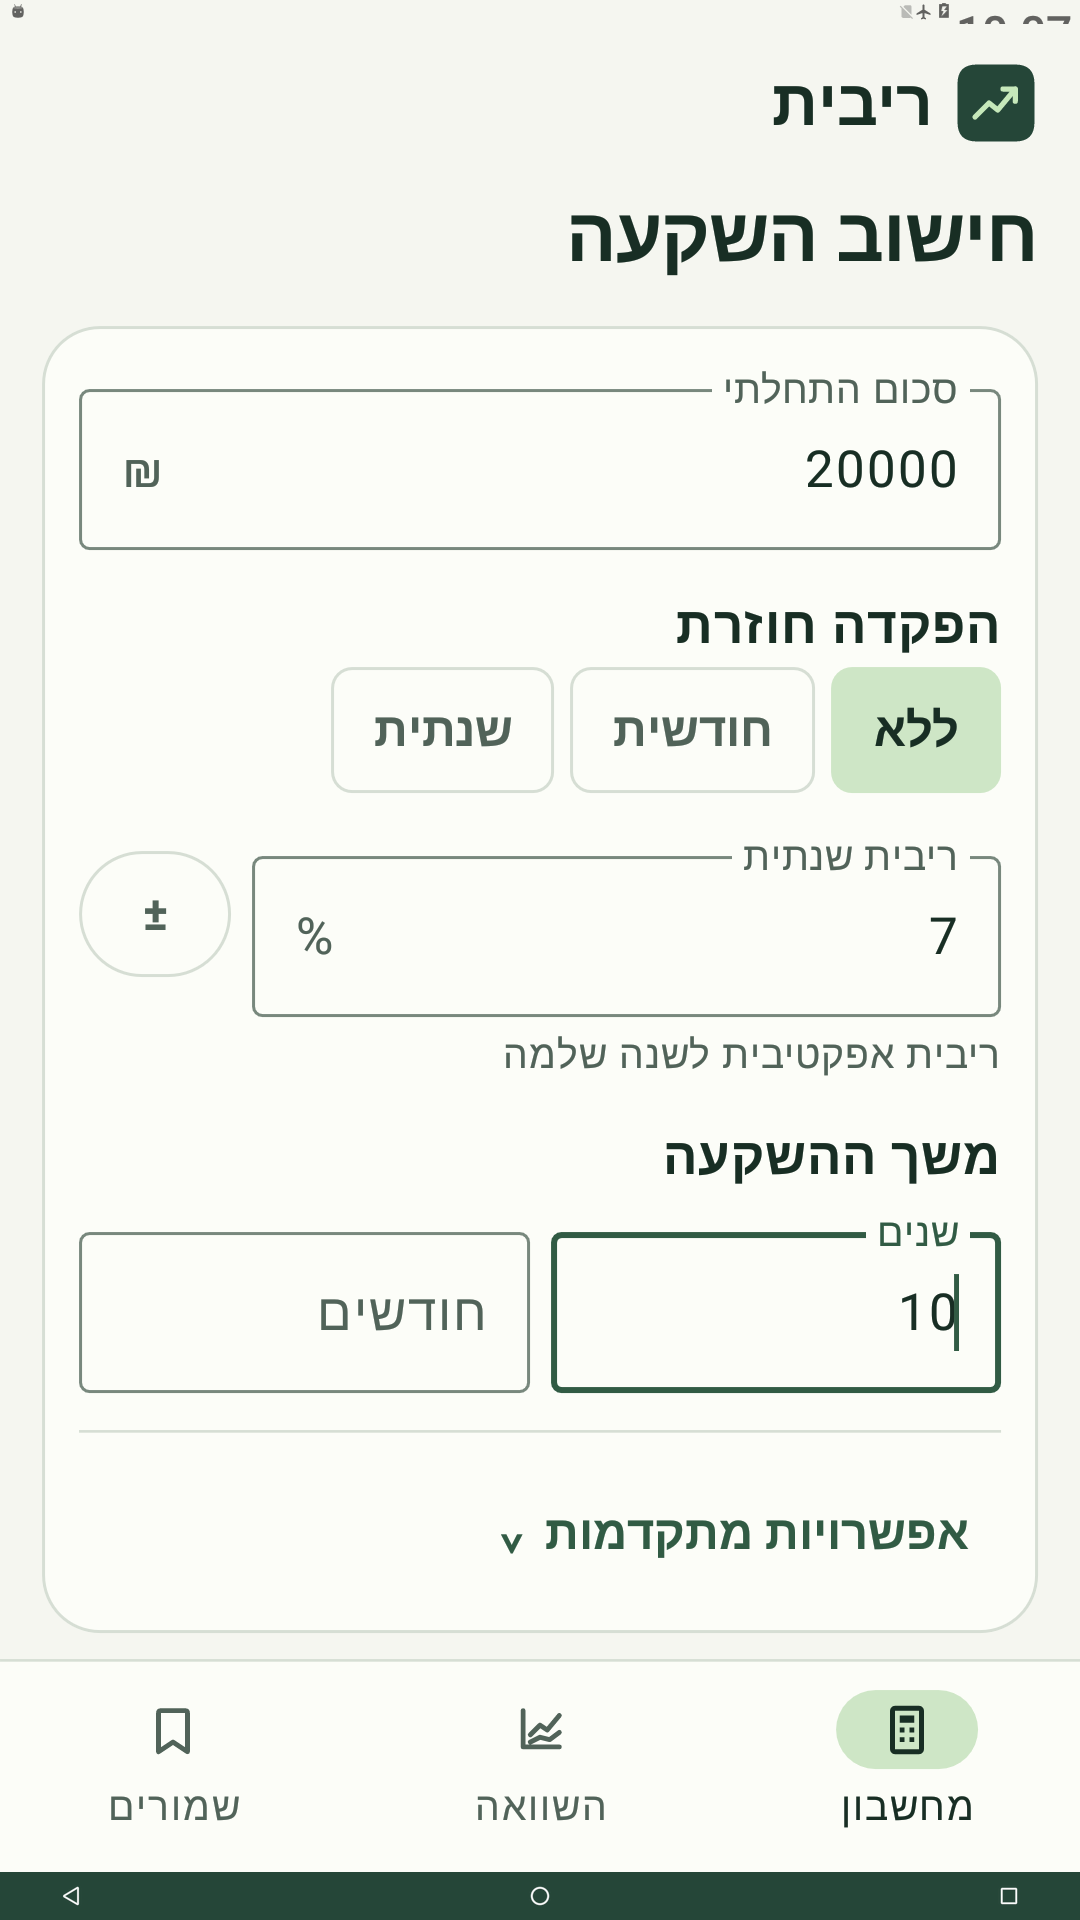 ריבית
חישוב השקעה
סכום התחלתי
20000 ₪
הפקדה חוזרת
ללא חודשית שנתית
ריבית שנתית
7 % ±
ריבית אפקטיבית לשנה שלמה
משך ההשקעה
שנים
10 חודשים
אפשרויות מתקדמות
מחשבון השוואה שמורים